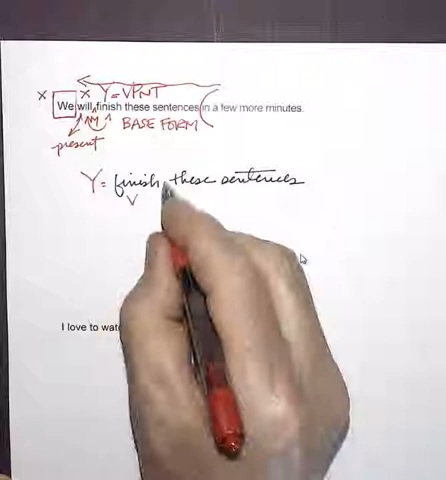 x x Y = VPNT
We will finish these sentences in a few more minutes.
M BASE FORM
present
Y = finish these sentences
V
I love to wat